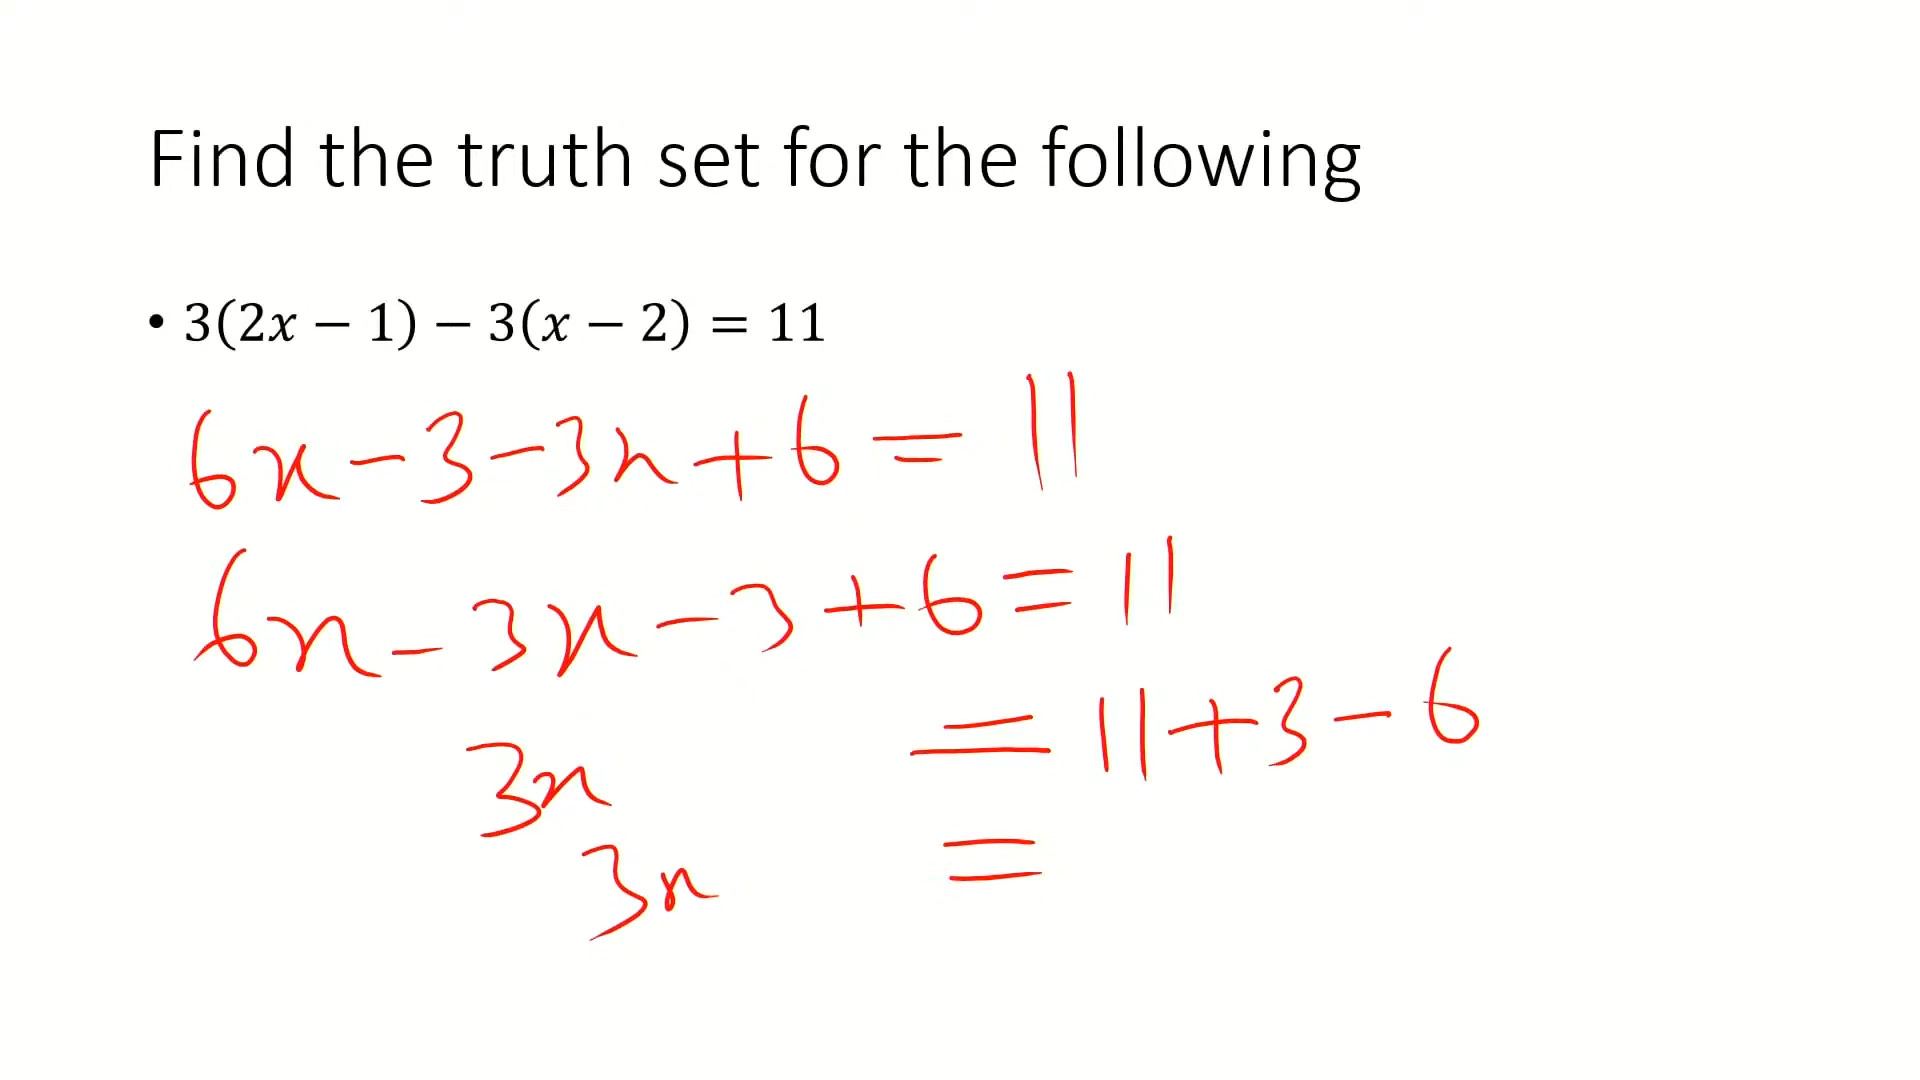 Find the truth set for the following
• 3(2x − 1) − 3(x − 2) = 11
6x - 3 - 3x + 6 = 11
6x - 3x - 3 + 6 = 11
3x = 11 + 3 - 6
3x =